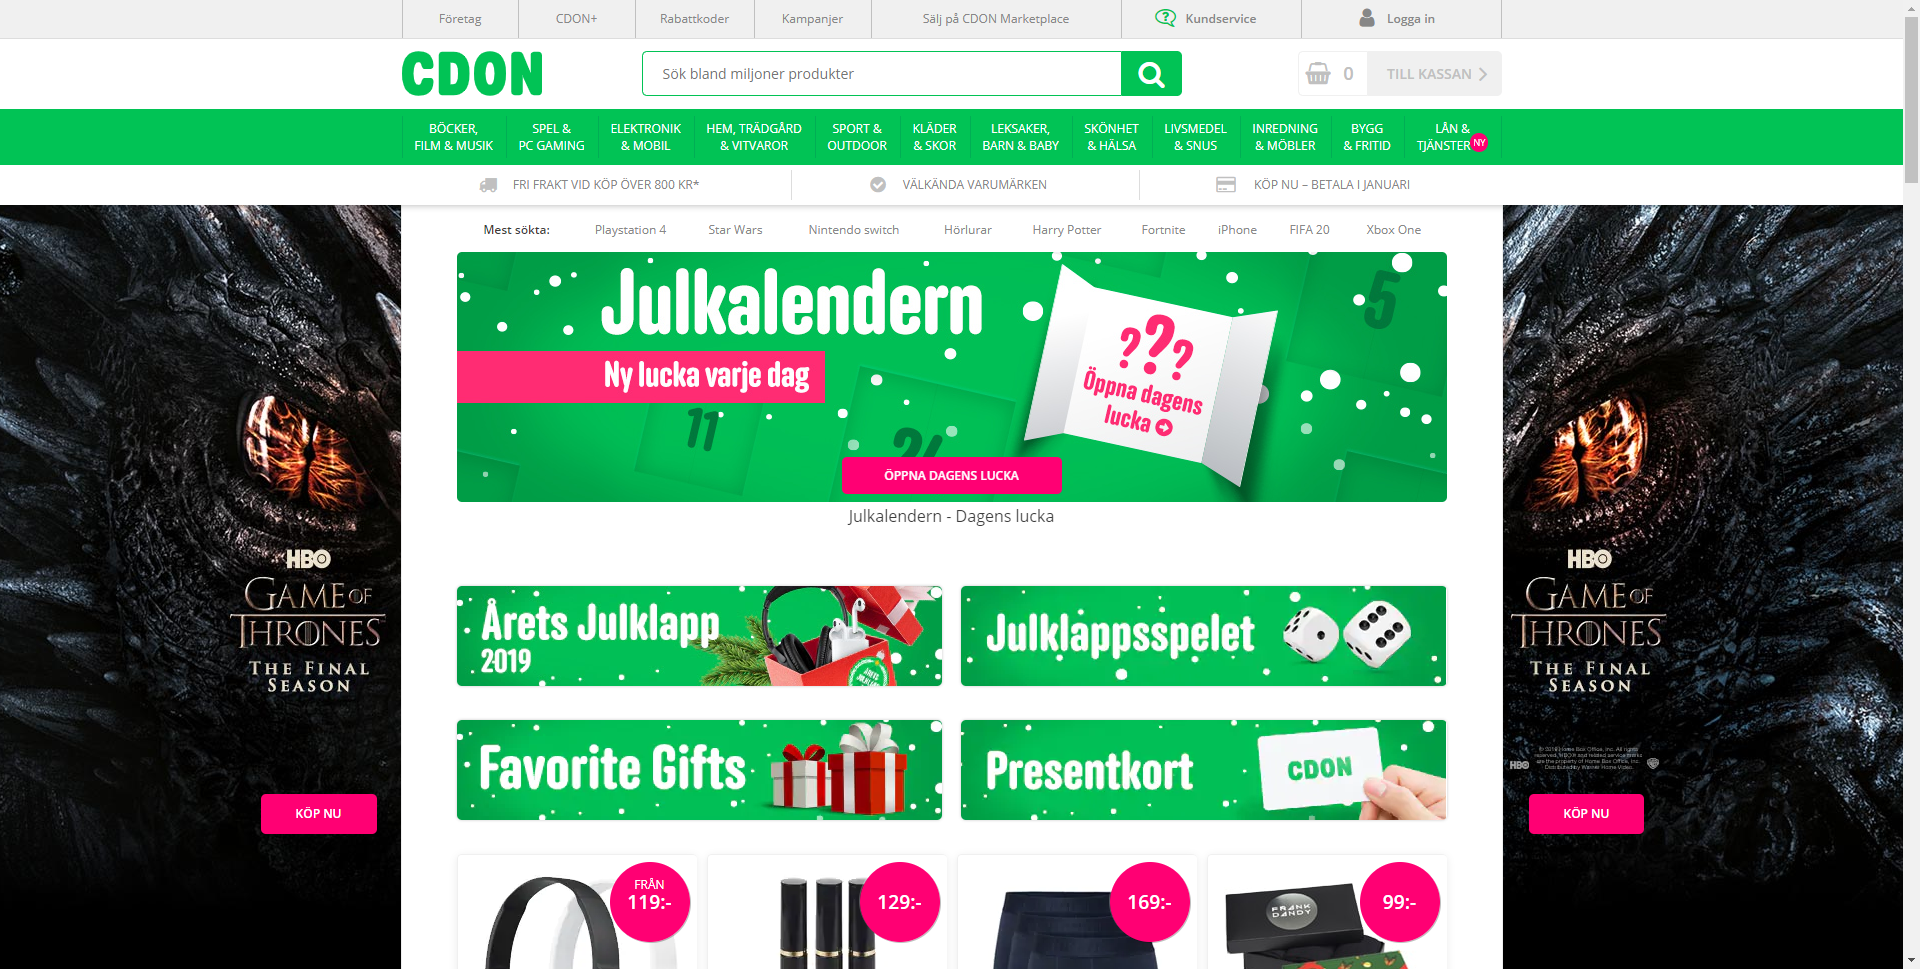 Företag
CDON+
Rabattkoder
Kampanjer
Sälj på CDON Marketplace
Kundservice
Logga in
CDON
Sök bland miljoner produkter
0
TILL KASSAN
BÖCKER,
FILM & MUSIK
SPEL &
PC GAMING
ELEKTRONIK
& MOBIL
HEM, TRÄDGÅRD
& VITVAROR
SPORT &
OUTDOOR
KLÄDER
& SKOR
LEKSAKER,
BARN & BABY
SKÖNHET
& HÄLSA
LIVSMEDEL
& SNUS
INREDNING
& MÖBLER
BYGG
& FRITID
LÅN &
TJÄNSTER
NY
FRI FRAKT VID KÖP ÖVER 800 KR*
VÄLKÄNDA VARUMÄRKEN
KÖP NU – BETALA I JANUARI
Mest sökta:
Playstation 4
Star Wars
Nintendo switch
Hörlurar
Harry Potter
Fortnite
iPhone
FIFA 20
Xbox One
Julkalendern
Ny lucka varje dag
11
24
5
???
Öppna dagens
lucka
ÖPPNA DAGENS LUCKA
Julkalendern - Dagens lucka
HBO
GAME OF
THRONES
THE FINAL
SEASON
KÖP NU
Årets Julklapp
2019
Julklappsspelet
Favorite Gifts
Presentkort
CDON
HBO
GAME OF
THRONES
THE FINAL
SEASON
HBO
KÖP NU
FRÅN
119:-
129:-
169:-
FRANK
DANDY
99:-